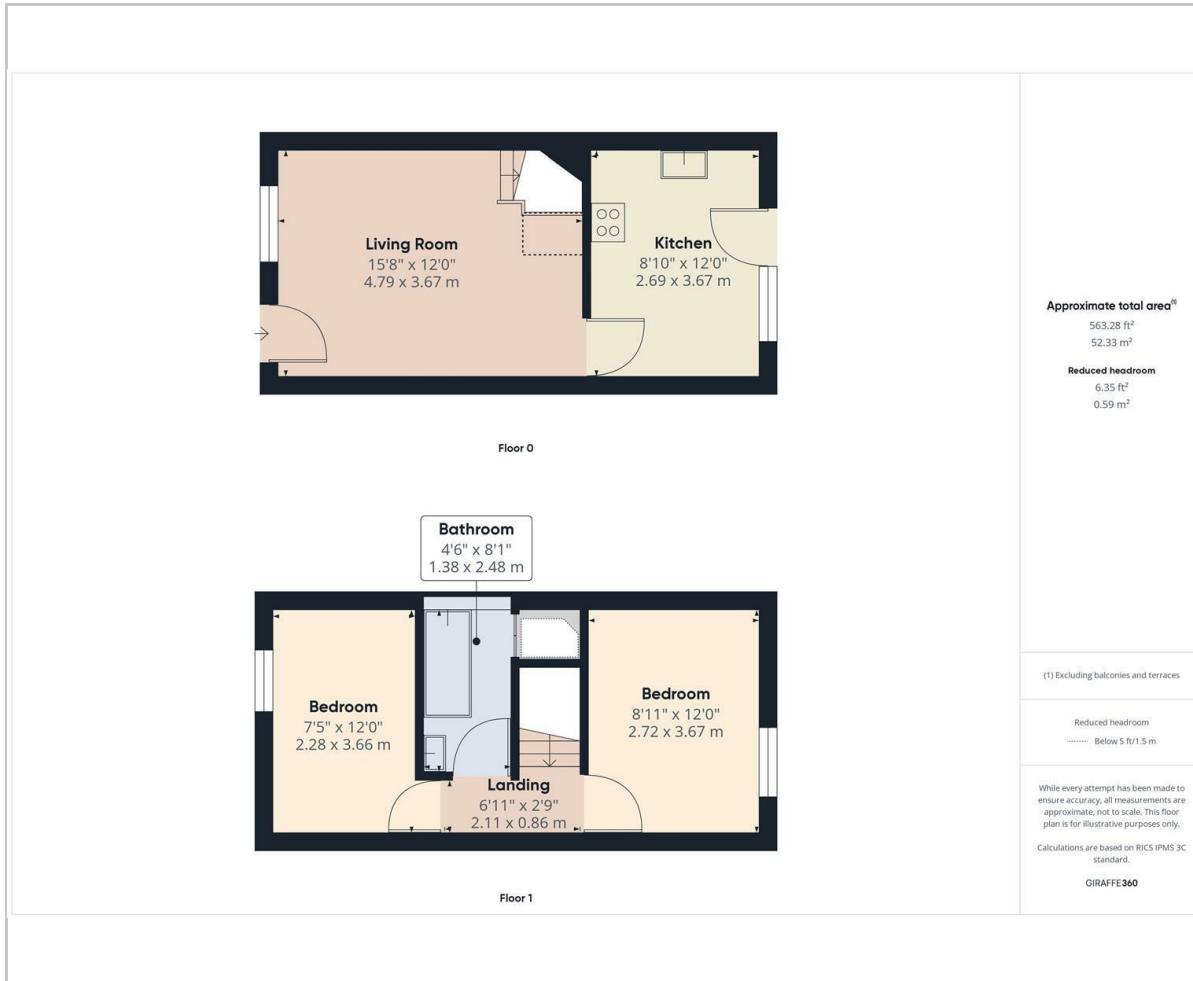 Living Room
15'8" x 12'0"
4.79 x 3.67 m
Kitchen
8'10" x 12'0"
2.69 x 3.67 m
Floor 0
Bathroom
4'6" x 8'1"
1.38 x 2.48 m
Bedroom
7'5" x 12'0"
2.28 x 3.66 m
Bedroom
8'11" x 12'0"
2.72 x 3.67 m
Landing
6'11" x 2'9"
2.11 x 0.86 m
Floor 1
Approximate total area⁽¹⁾
563.28 ft²
52.33 m²
Reduced headroom
6.35 ft²
0.59 m²
(1) Excluding balconies and terraces
Reduced headroom
Below 5 ft/1.5 m
While every attempt has been made to
ensure accuracy, all measurements are
approximate, not to scale. This floor
plan is for illustrative purposes only.
Calculations are based on RICS IPMS 3C
standard.
GIRAFFE360